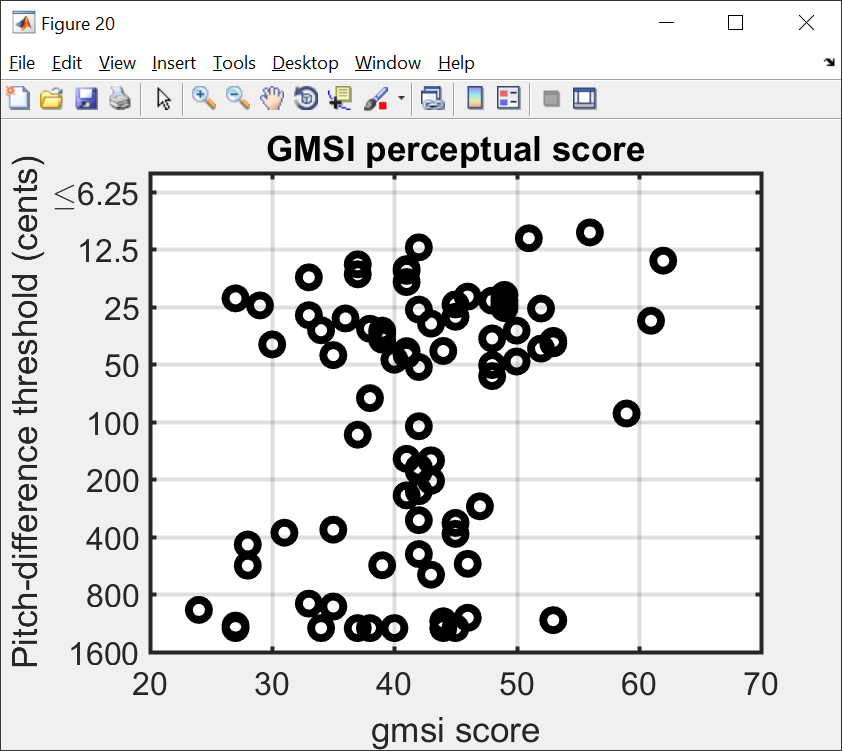 Figure 20
File Edit View Insert Tools Desktop Window Help
GMSI perceptual score
Pitch-difference threshold (cents)
≤6.25
12.5
25
50
100
200
400
800
1600
20 30 40 50 60 70
gmsi score